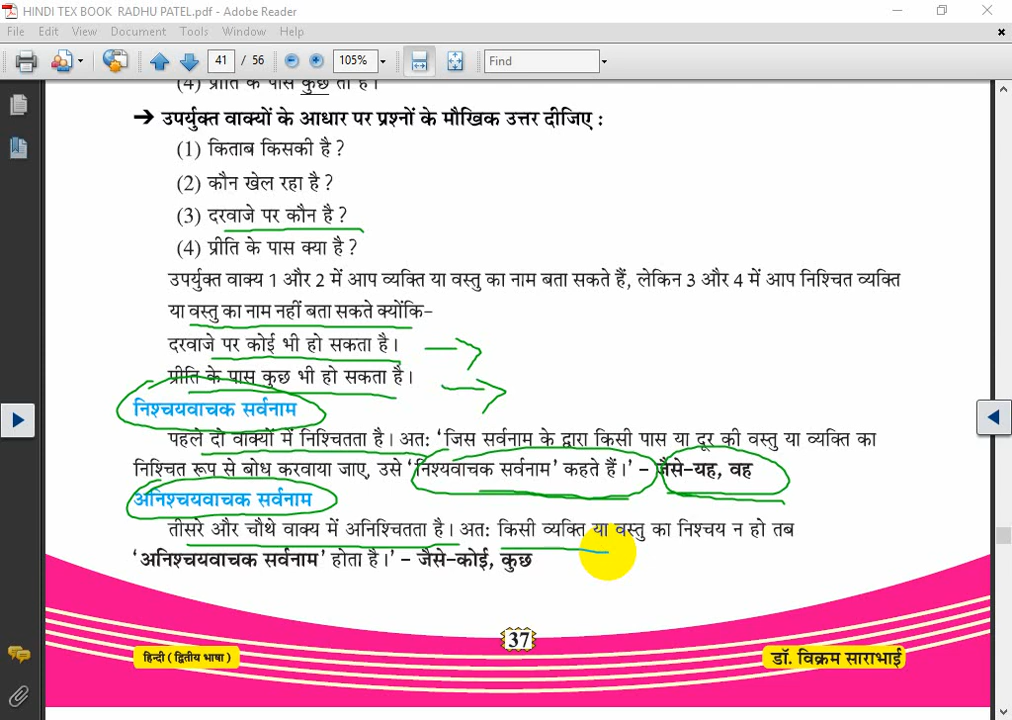 HINDI TEX BOOK RADHU PATEL.pdf - Adobe Reader
File Edit View Document Tools Window Help
41 / 56 105% Find
(4) प्रीति के पास कुछ तो है।
➔ उपर्युक्त वाक्यों के आधार पर प्रश्नों के मौखिक उत्तर दीजिए :
(1) किताब किसकी है ?
(2) कौन खेल रहा है ?
(3) दरवाजे पर कौन है ?
(4) प्रीति के पास क्या है ?
उपर्युक्त वाक्य 1 और 2 में आप व्यक्ति या वस्तु का नाम बता सकते हैं, लेकिन 3 और 4 में आप निश्चित व्यक्ति
या वस्तु का नाम नहीं बता सकते क्योंकि–
दरवाजे पर कोई भी हो सकता है।
प्रीति के पास कुछ भी हो सकता है।
निश्चयवाचक सर्वनाम
पहले दो वाक्यों में निश्चितता है। अत: ‘जिस सर्वनाम के द्वारा किसी पास या दूर की वस्तु या व्यक्ति का
निश्चित रूप से बोध करवाया जाए, उसे ‘निश्यवाचक सर्वनाम’ कहते हैं।’ – जैसे–यह, वह
अनिश्चयवाचक सर्वनाम
तीसरे और चौथे वाक्य में अनिश्चितता है। अत: किसी व्यक्ति या वस्तु का निश्चय न हो तब
‘अनिश्चयवाचक सर्वनाम’ होता है।’ – जैसे–कोई, कुछ
37
हिन्दी ( द्वितीय भाषा ) डॉ. विक्रम साराभाई